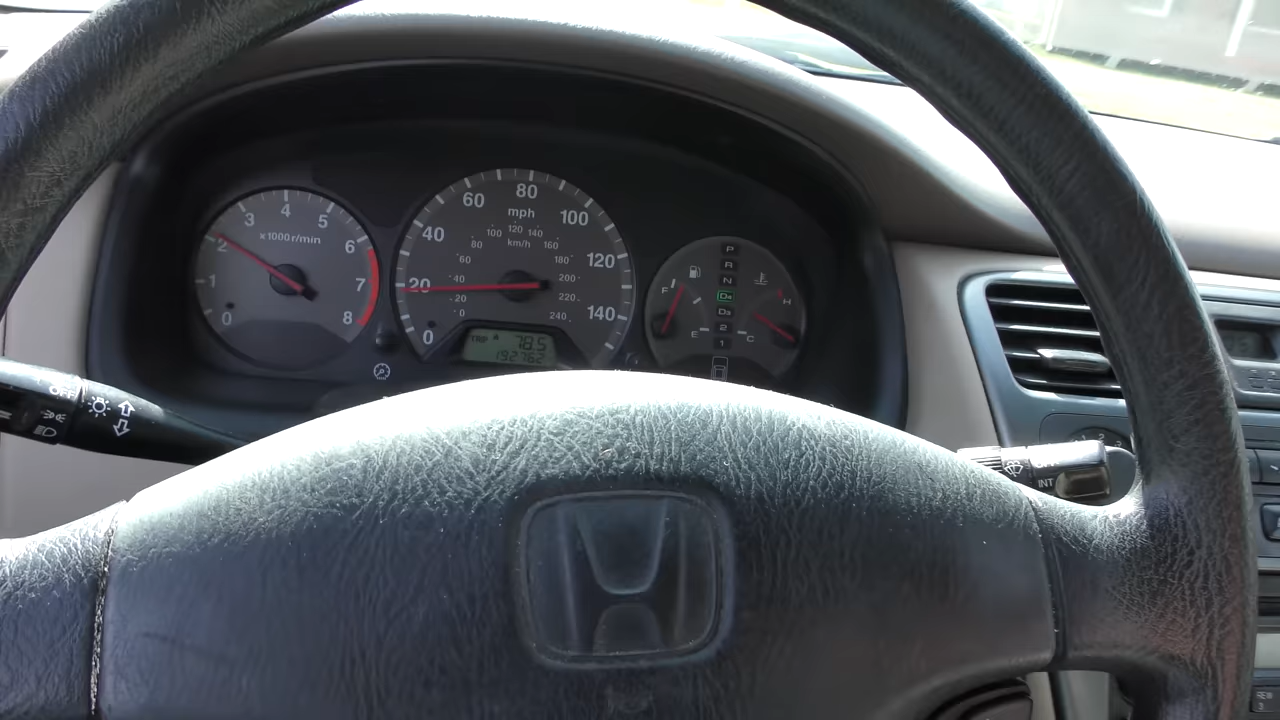 0 1 2 3 4 5 6 7 8
x1000r/min
0 20 40 60 80 100 120 140
mph
20 40 60 80 100 120 140 160 180 200 220 240
km/h
TRIP A 78.5
192762
F
E
P
R
N
D4
D3
2
1
H
C
OFF
INT